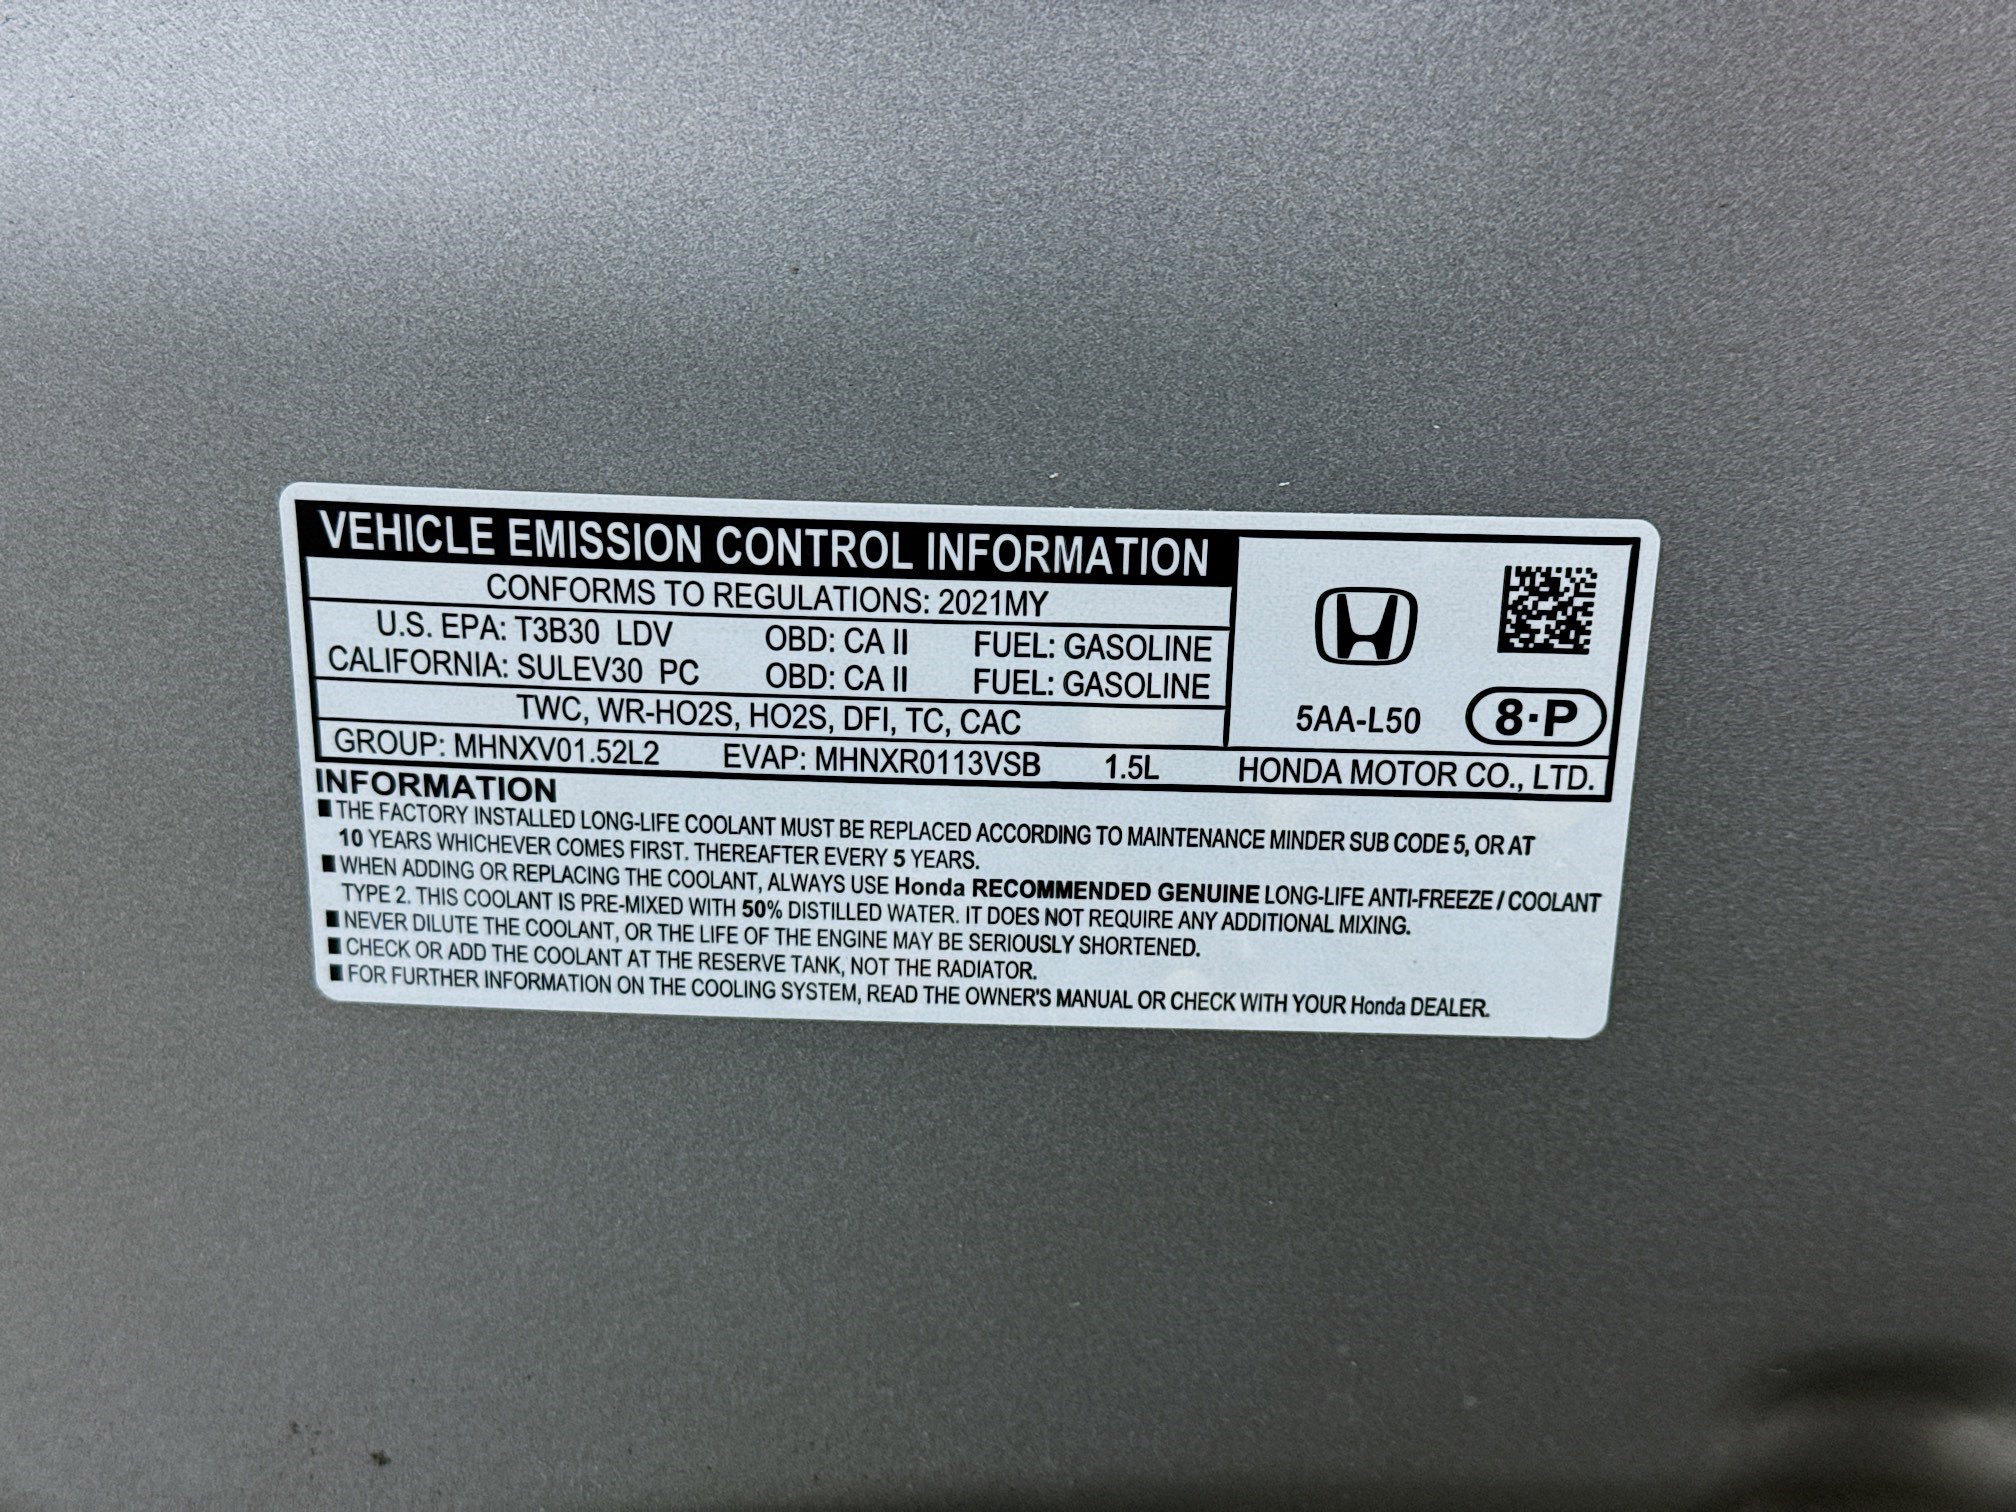 VEHICLE EMISSION CONTROL INFORMATION
CONFORMS TO REGULATIONS: 2021MY
U.S. EPA: T3B30 LDV OBD: CA II FUEL: GASOLINE
CALIFORNIA: SULEV30 PC OBD: CA II FUEL: GASOLINE
TWC, WR-HO2S, HO2S, DFI, TC, CAC
5AA-L50 8·P
GROUP: MHNXV01.52L2 EVAP: MHNXR0113VSB 1.5L HONDA MOTOR CO., LTD.
INFORMATION
■ THE FACTORY INSTALLED LONG-LIFE COOLANT MUST BE REPLACED ACCORDING TO MAINTENANCE MINDER SUB CODE 5, OR AT
10 YEARS WHICHEVER COMES FIRST. THEREAFTER EVERY 5 YEARS.
■ WHEN ADDING OR REPLACING THE COOLANT, ALWAYS USE Honda RECOMMENDED GENUINE LONG-LIFE ANTI-FREEZE / COOLANT
TYPE 2. THIS COOLANT IS PRE-MIXED WITH 50% DISTILLED WATER. IT DOES NOT REQUIRE ANY ADDITIONAL MIXING.
■ NEVER DILUTE THE COOLANT, OR THE LIFE OF THE ENGINE MAY BE SERIOUSLY SHORTENED.
■ CHECK OR ADD THE COOLANT AT THE RESERVE TANK, NOT THE RADIATOR.
■ FOR FURTHER INFORMATION ON THE COOLING SYSTEM, READ THE OWNER'S MANUAL OR CHECK WITH YOUR Honda DEALER.